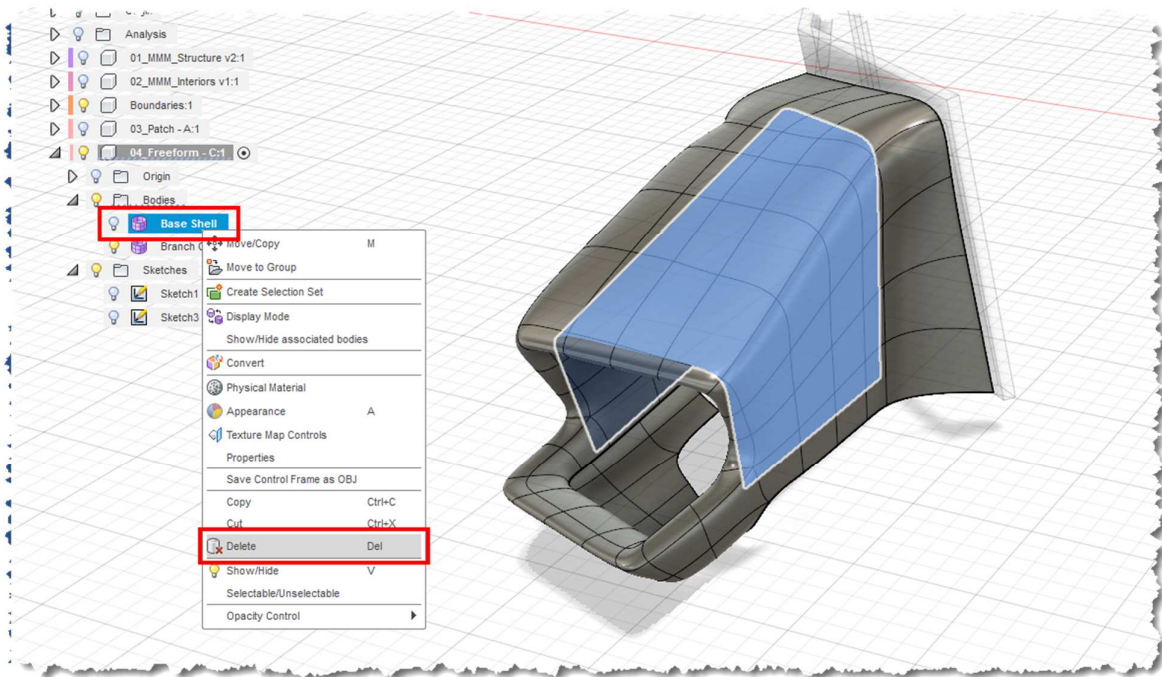 Analysis
01_MMM_Structure v2:1
02_MMM_Interiors v1:1
Boundaries:1
03_Patch - A:1
04_Freeform - C:1
Origin
Bodies
Base Shell
Branch
Sketches
Sketch1
Sketch3
Move/Copy M
Move to Group
Create Selection Set
Display Mode
Show/Hide associated bodies
Convert
Physical Material
Appearance A
Texture Map Controls
Properties
Save Control Frame as OBJ
Copy Ctrl+C
Cut Ctrl+X
Delete Del
Show/Hide V
Selectable/Unselectable
Opacity Control